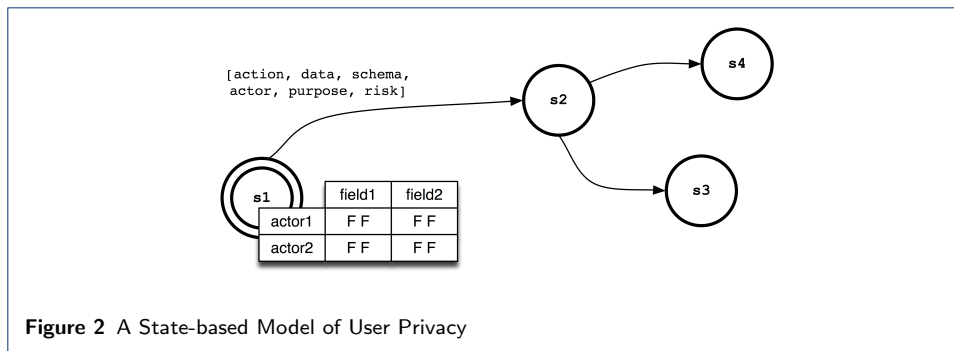 [action, data, schema,
actor, purpose, risk]
s4
s2
s1
s3
field1 field2
actor1 F F F F
actor2 F F F F
Figure 2 A State-based Model of User Privacy